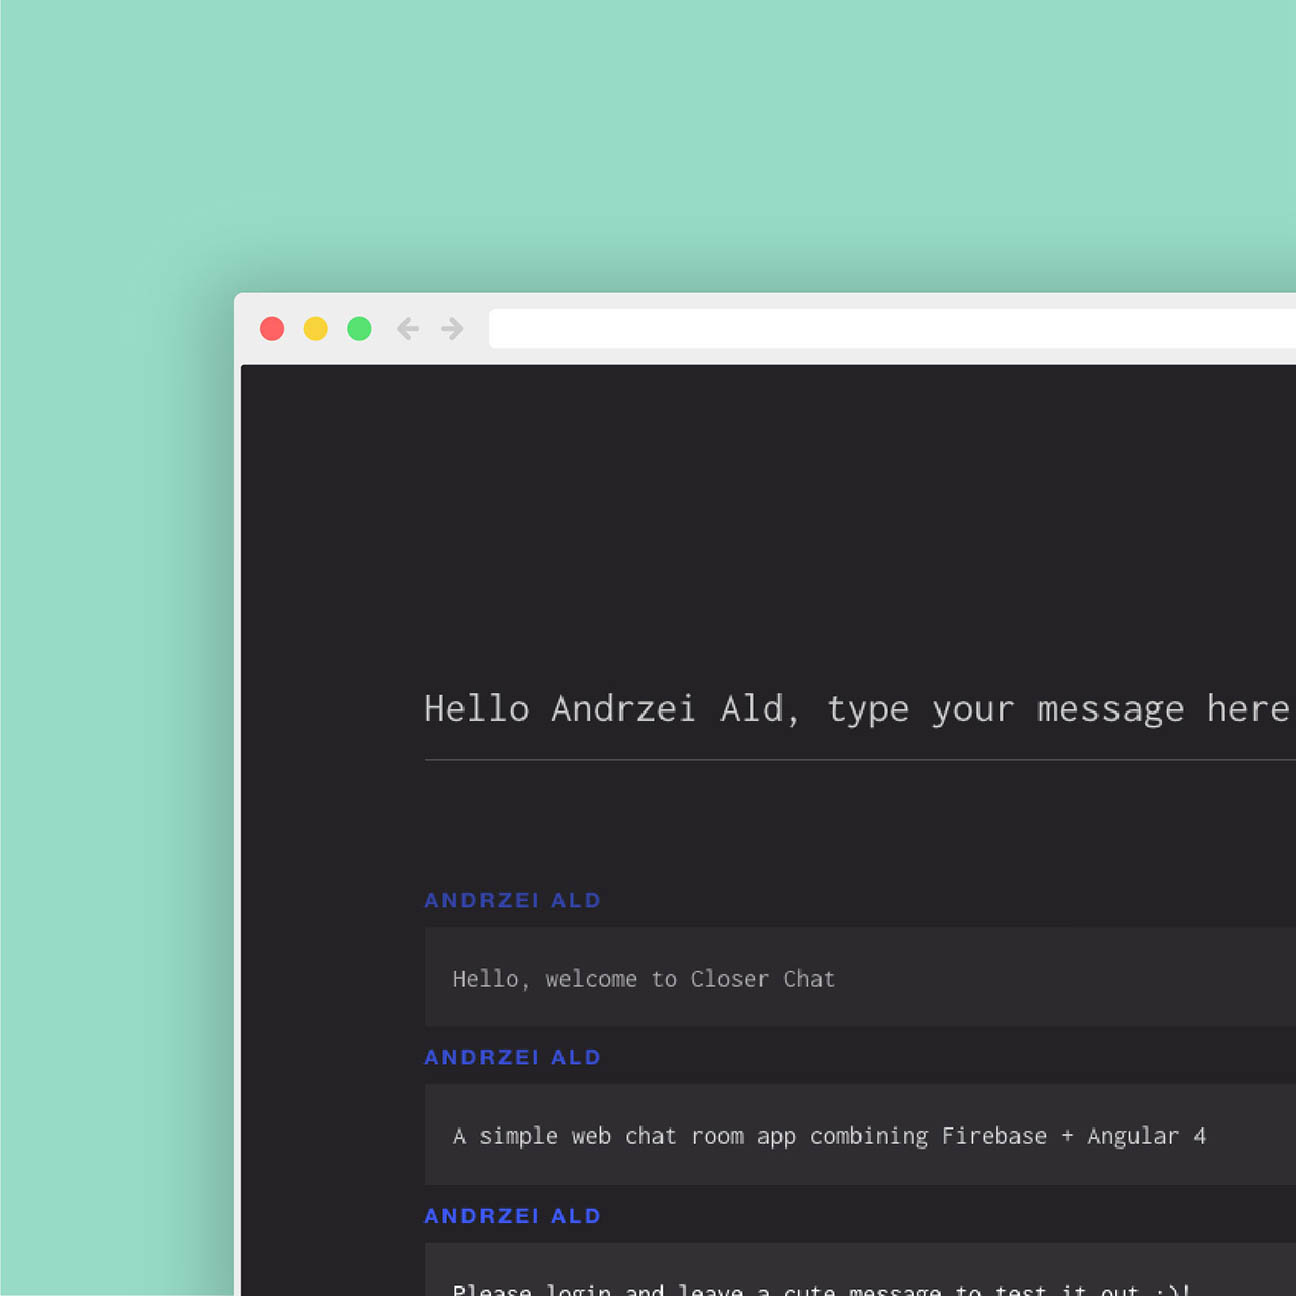 Hello Andrzei Ald, type your message here
ANDRZEI ALD
Hello, welcome to Closer Chat
ANDRZEI ALD
A simple web chat room app combining Firebase + Angular 4
ANDRZEI ALD
Please login and leave a cute message to test it out :)!